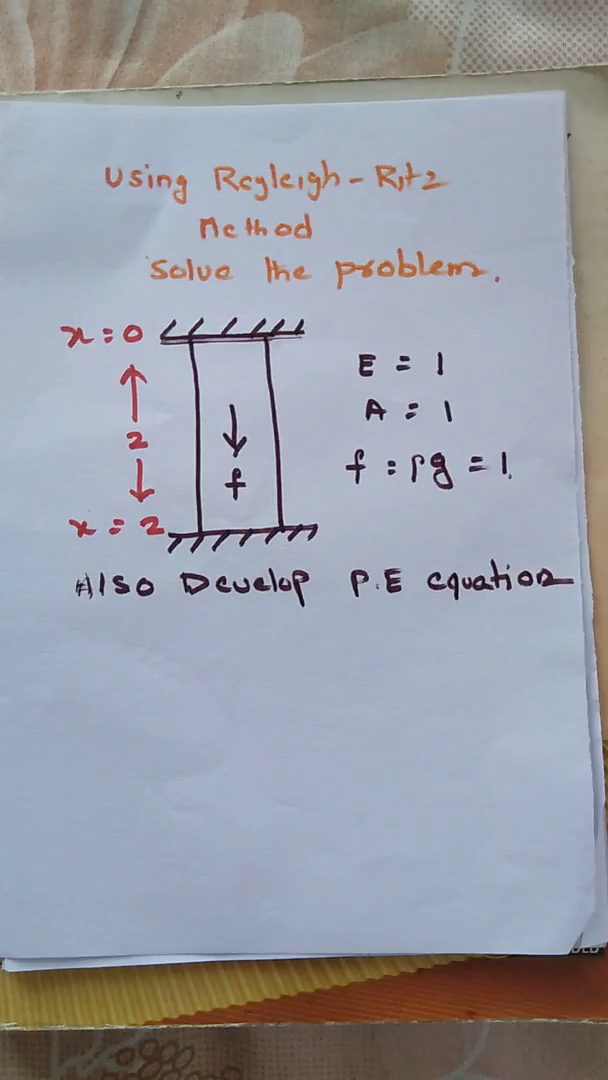 Using Rayleigh-Ritz
Method
Solve the problem.
x = 0
E = 1
A = 1
2
f
f = ρg = 1.
x = 2
Also Develop P.E equation